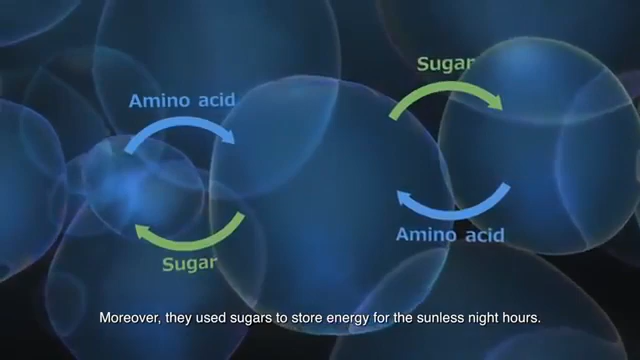 Sugar
Amino acid
Amino acid
Sugar
Moreover, they used sugars to store energy for the sunless night hours.